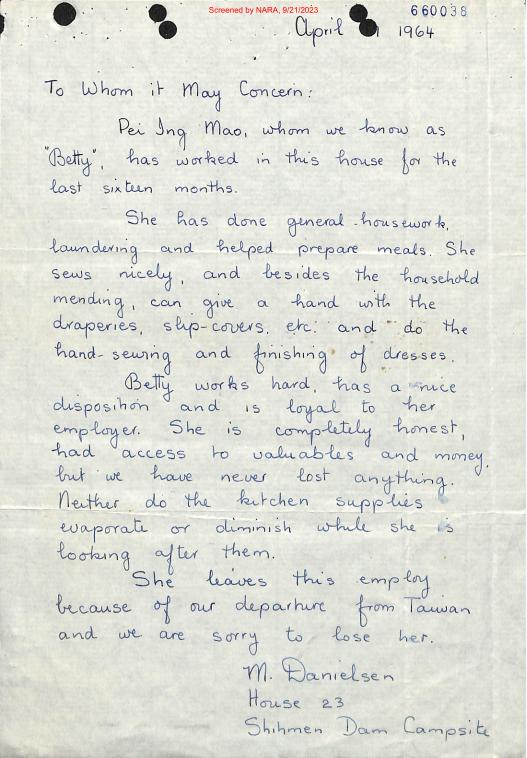 Screened by NARA, 9/21/2023
660038
April 1964
To Whom it May Concern:
Pei Ing Mao, whom we know as
"Betty", has worked in this house for the
last sixteen months.
She has done general housework,
laundering and helped prepare meals. She
sews nicely, and besides the household
mending, can give a hand with the
draperies, slip-covers, etc. and do the
hand-sewing and finishing of dresses.
Betty works hard, has a nice
disposition and is loyal to her
employer. She is completely honest,
had access to valuables and money,
but we have never lost anything.
Neither do the kitchen supplies
evaporate or diminish while she is
looking after them.
She leaves this employ
because of our departure from Taiwan
and we are sorry to lose her.
M. Danielsen
House 23
Shihmen Dam Campsite